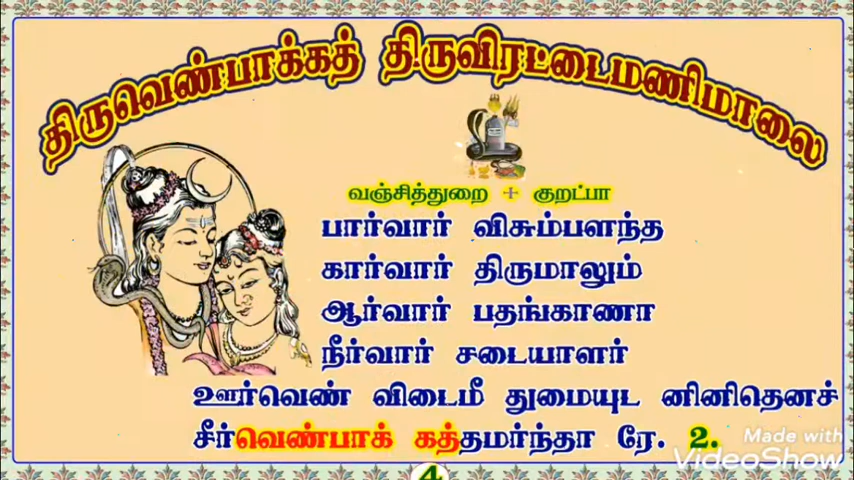 திருவெண்பாக்கத் திருவிரட்டைமணிமாலை
வஞ்சித்துறை + குறட்பா
பார்வார் விசும்பளந்த
கார்வார் திருமாலும்
ஆர்வார் பதங்காணா
நீர்வார் சடையாளர்
ஊர்வெண் விடைமீ துமையுட னினிதெனச்
சீர்வெண்பாக் கத்தமர்ந்தா ரே. 2.
Made with
VideoShow
4